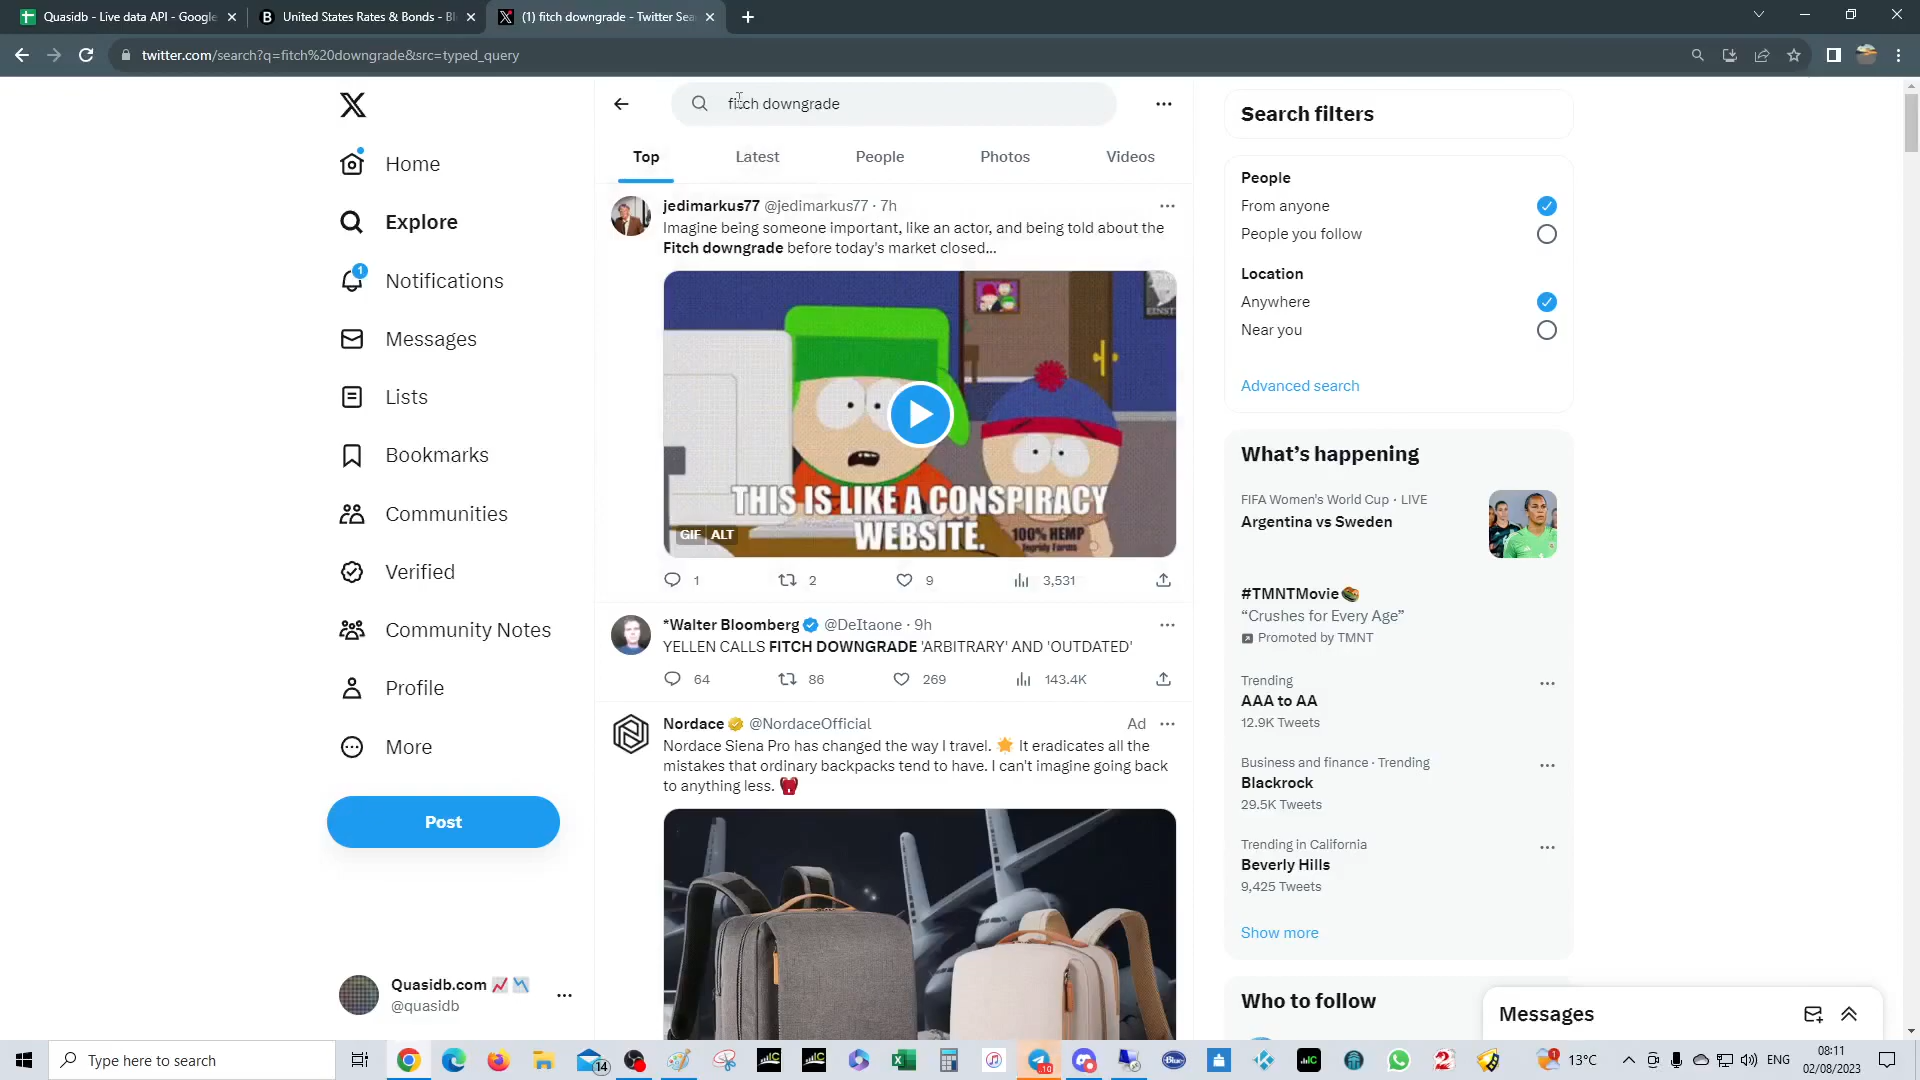 Quasidb - Live data API - Google
United States Rates & Bonds - Bl
(1) fitch downgrade - Twitter Sea
twitter.com/search?q=fitch%20downgrade&src=typed_query
Home
Explore
1
Notifications
Messages
Lists
Bookmarks
Communities
Verified
Community Notes
Profile
More
Post
Quasidb.com
@quasidb
fitch downgrade
Top
Latest
People
Photos
Videos
jedimarkus77 @jedimarkus77 · 7h
Imagine being someone important, like an actor, and being told about the
Fitch downgrade before today's market closed...
EINST
THIS IS LIKE A CONSPIRACY
WEBSITE.
100% HEMP
Tegridy Farms
GIF ALT
1
2
9
3,531
*Walter Bloomberg @DeItaone · 9h
YELLEN CALLS FITCH DOWNGRADE 'ARBITRARY' AND 'OUTDATED'
64
86
269
143.4K
Nordace @NordaceOfficial
Ad
Nordace Siena Pro has changed the way I travel. 🌟 It eradicates all the
mistakes that ordinary backpacks tend to have. I can't imagine going back
to anything less. 🎒
Search filters
People
From anyone
People you follow
Location
Anywhere
Near you
Advanced search
What's happening
FIFA Women's World Cup · LIVE
Argentina vs Sweden
#TMNTMovie
“Crushes for Every Age”
Promoted by TMNT
Trending
AAA to AA
12.9K Tweets
Business and finance · Trending
Blackrock
29.5K Tweets
Trending in California
Beverly Hills
9,425 Tweets
Show more
Who to follow
Messages
Type here to search
14
10
13°C
ENG
08:11
02/08/2023